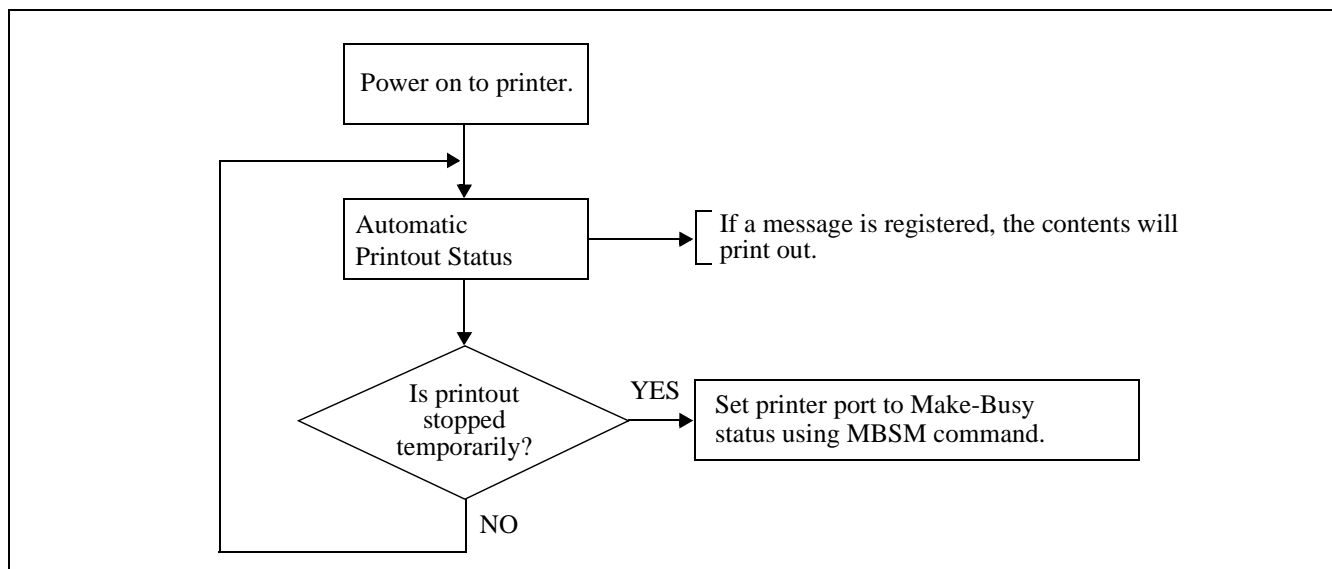 Power on to printer.
Automatic
Printout Status
If a message is registered, the contents will
print out.
Is printout
stopped
temporarily?
YES
Set printer port to Make-Busy
status using MBSM command.
NO